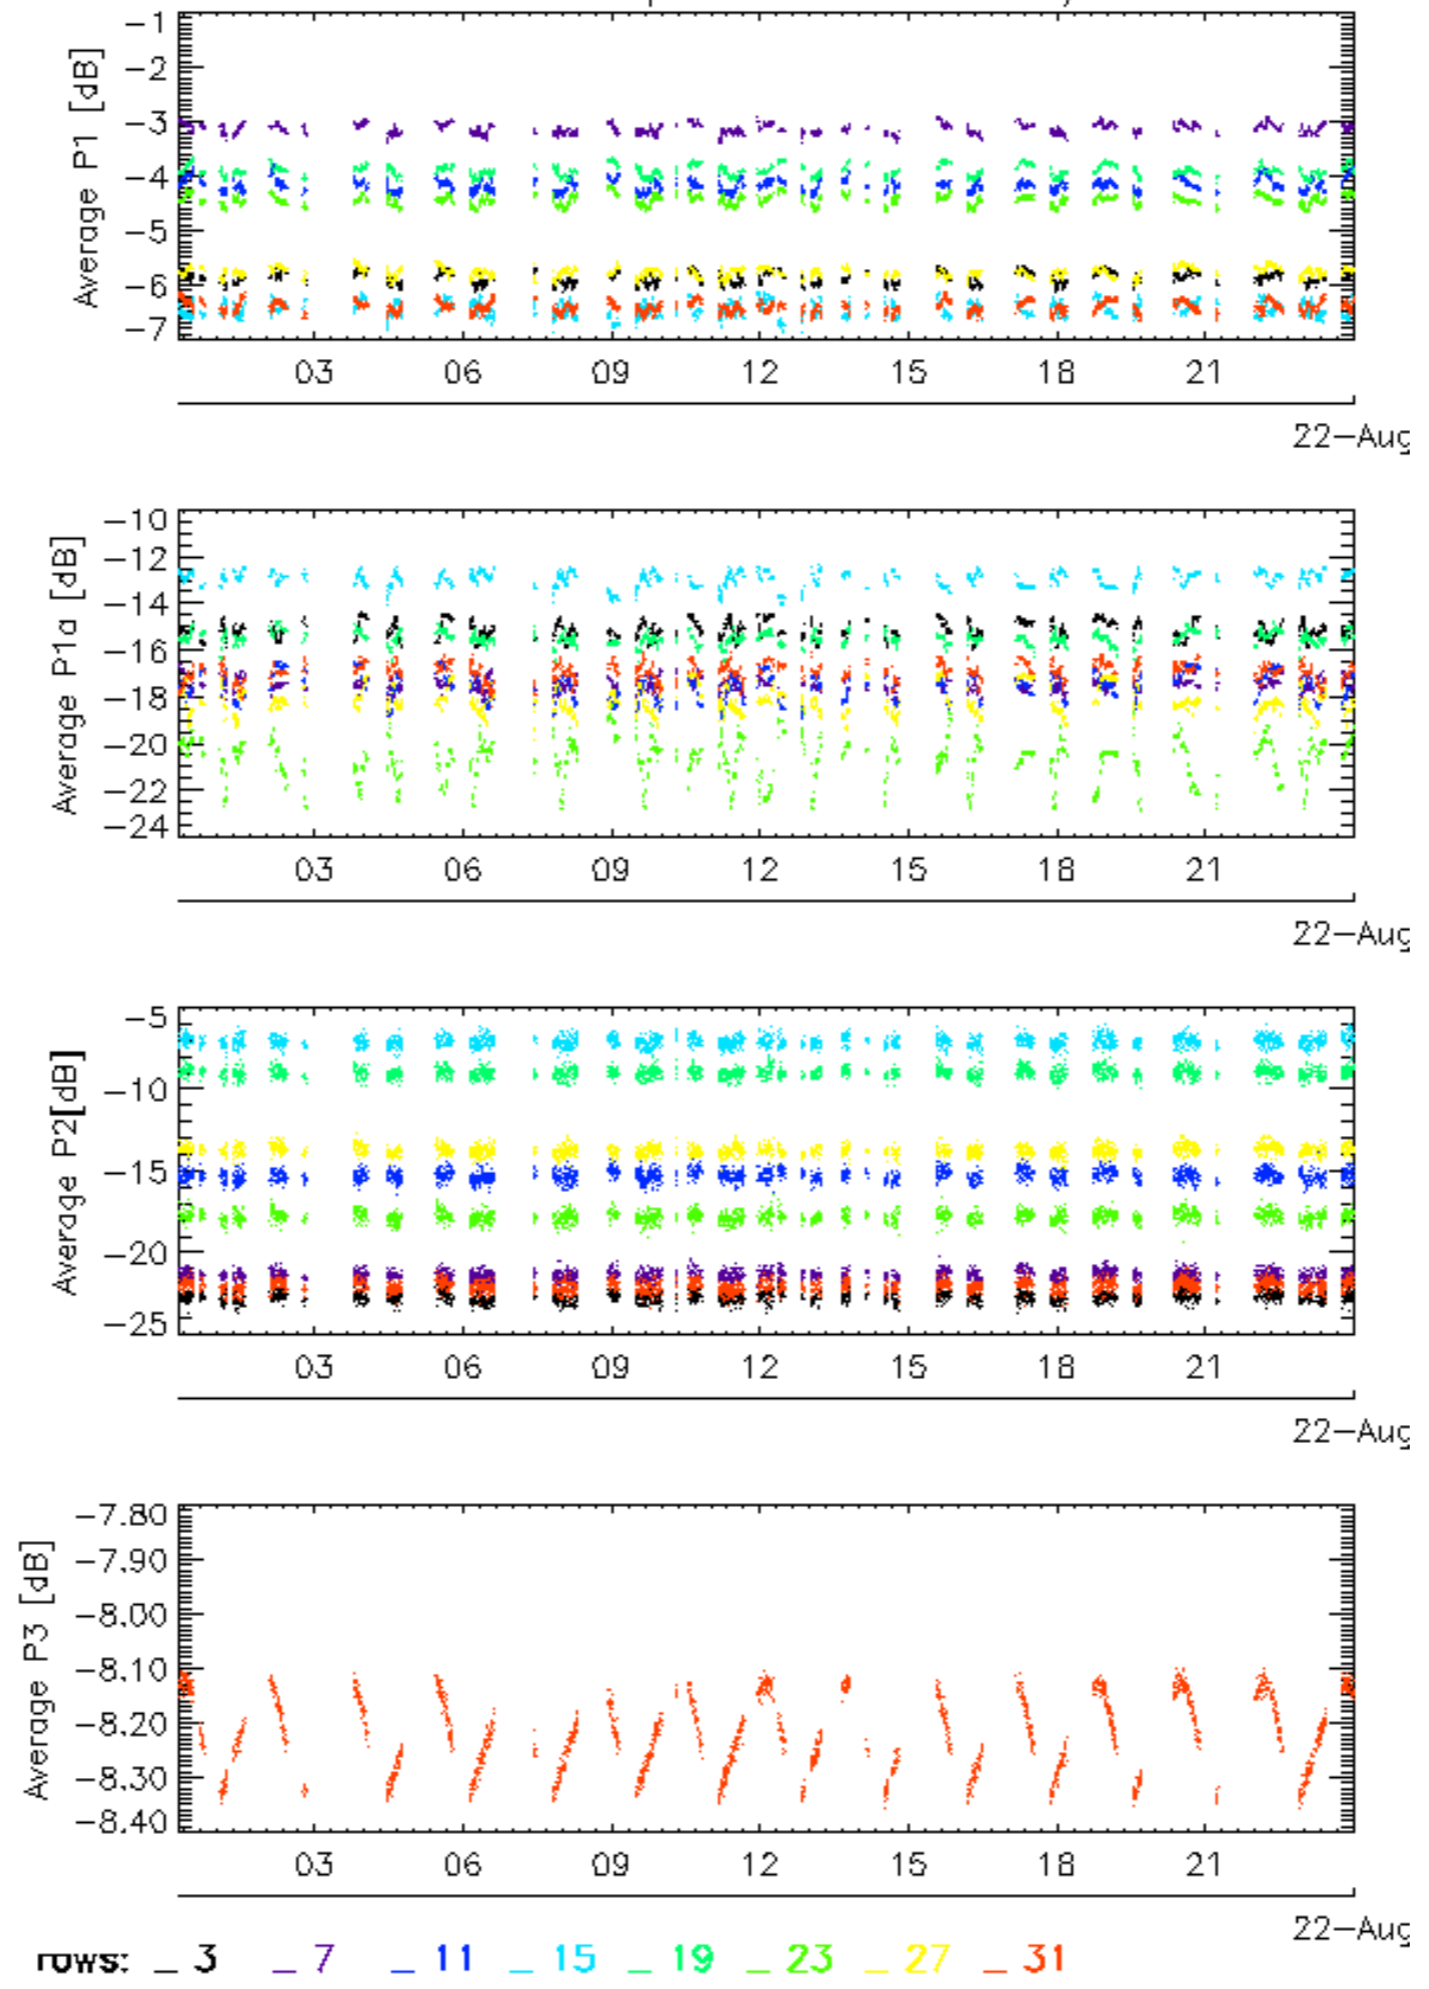 Average P1 [dB]
-1
-2
-3
-4
-5
-6
-7
03 06 09 12 15 18 21
22-Aug
Average P1a [dB]
-10
-12
-14
-16
-18
-20
-22
-24
03 06 09 12 15 18 21
22-Aug
Average P2[dB]
-5
-10
-15
-20
-25
03 06 09 12 15 18 21
22-Aug
Average P3 [dB]
-7.80
-7.90
-8.00
-8.10
-8.20
-8.30
-8.40
03 06 09 12 15 18 21
22-Aug
rows: _ 3 _ 7 _ 11 _ 15 _ 19 _ 23 _ 27 _ 31